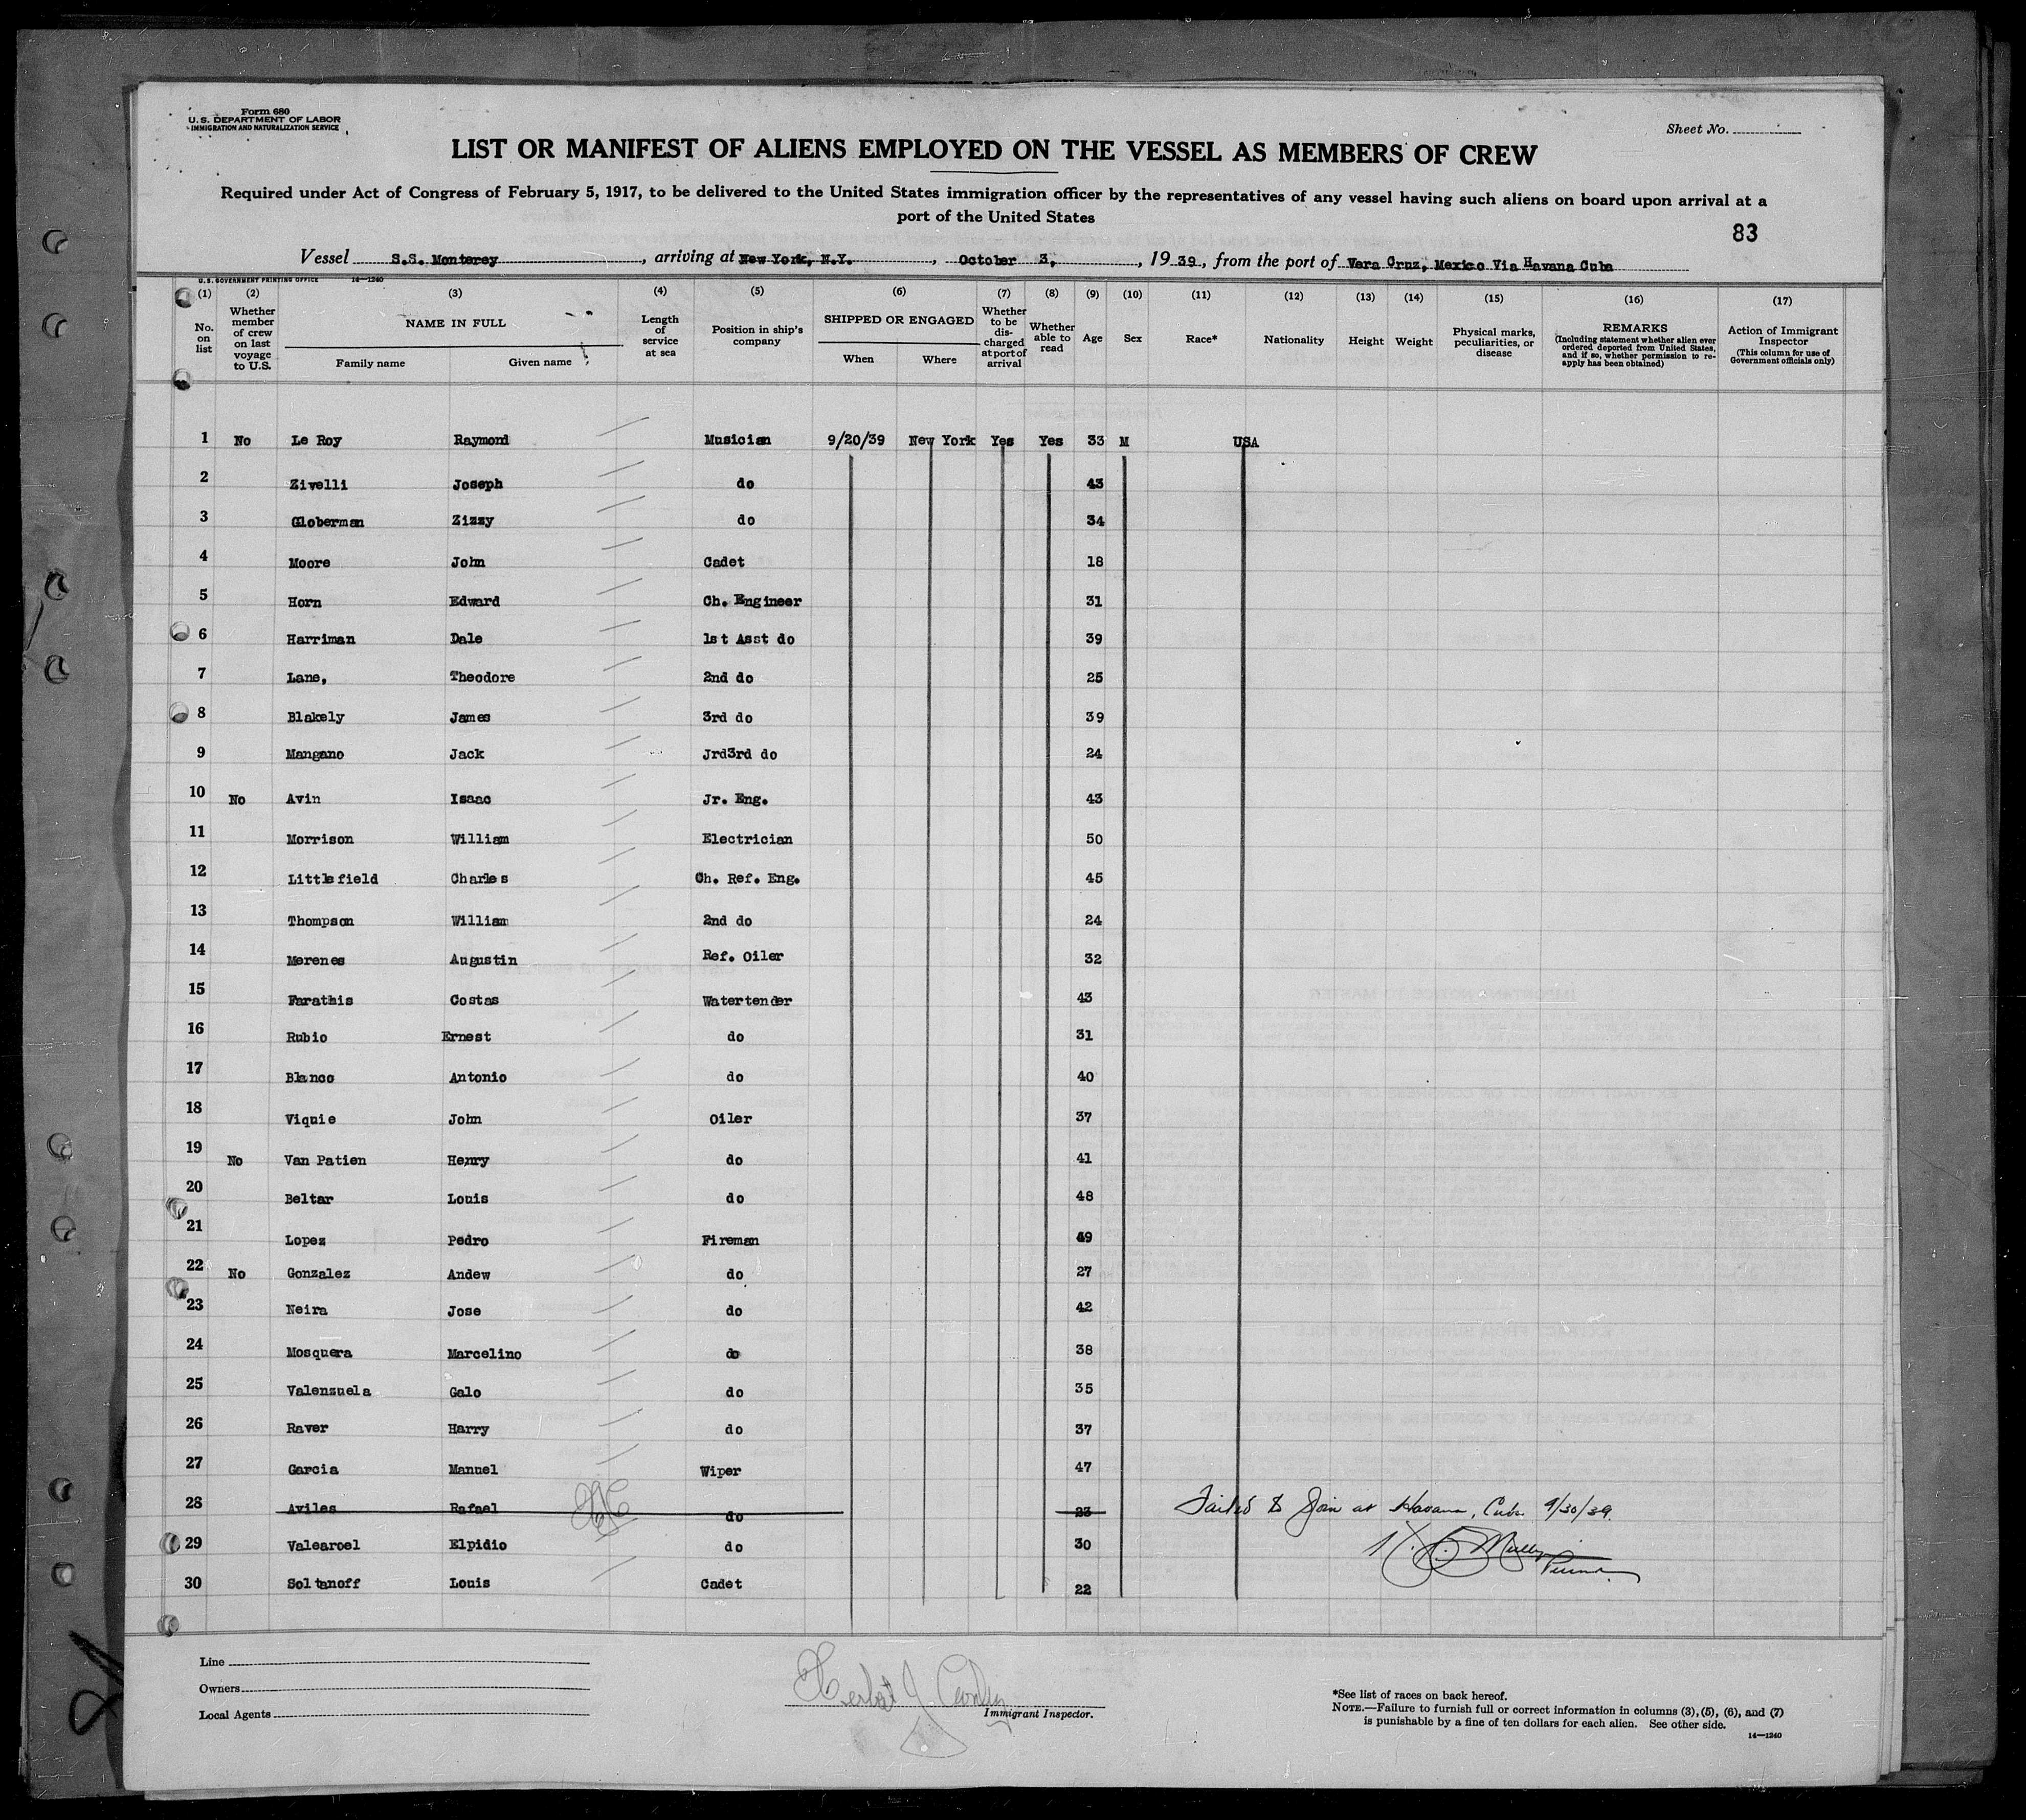 Form 680
U. S. DEPARTMENT OF LABOR
IMMIGRATION AND NATURALIZATION SERVICE
Sheet No.
LIST OR MANIFEST OF ALIENS EMPLOYED ON THE VESSEL AS MEMBERS OF CREW
Required under Act of Congress of February 5, 1917, to be delivered to the United States immigration officer by the representatives of any vessel having such aliens on board upon arrival at a
port of the United States
83
Vessel S.S. Monterey, arriving at New York, N.Y., October 3, 1939, from the port of Vera Cruz, Mexico Via Havana Cuba
U.S. GOVERNMENT PRINTING OFFICE 14—1240
(1) (2) (3) (4) (5) (6) (7) (8) (9) (10) (11) (12) (13) (14) (15) (16) (17)
No. on list
Whether member of crew on last voyage to U.S.
NAME IN FULL
Family name Given name
Length of service at sea
Position in ship's company
SHIPPED OR ENGAGED
When Where
Whether to be discharged at port of arrival
Whether able to read
Age
Sex
Race*
Nationality
Height
Weight
Physical marks, peculiarities, or disease
REMARKS
(Including statement whether alien ever ordered deported from United States, and if so, whether permission to reapply has been obtained)
Action of Immigrant Inspector
(This column for use of Government officials only)
1 No Le Roy Raymond Musician 9/20/39 New York Yes Yes 33 M USA
2 Zivelli Joseph do 43
3 Globerman Zizzy do 34
4 Moore John Cadet 18
5 Horn Edward Ch. Engineer 31
6 Harriman Dale 1st Asst do 39
7 Lane, Theodore 2nd do 25
8 Blakely James 3rd do 39
9 Mangano Jack Jrd3rd do 24
10 No Avin Isaac Jr. Eng. 43
11 Morrison William Electrician 50
12 Littlefield Charles Ch. Ref. Eng. 45
13 Thompson William 2nd do 24
14 Merenes Augustin Ref. Oiler 32
15 Farathis Costas Watertender 43
16 Rubio Ernest do 31
17 Blanco Antonio do 40
18 Viquie John Oiler 37
19 No Van Patien Henry do 41
20 Beltar Louis do 48
21 Lopez Pedro Fireman 49
22 No Gonzalez Andew do 27
23 Neira Jose do 42
24 Mosquera Marcelino do 38
25 Valenzuela Galo do 35
26 Raver Harry do 37
27 Garcia Manuel Wiper 47
28 Aviles Rafael do 23 Failed to Join at Havana, Cuba 9/30/39.
29 Valearoel Elpidio do 30
30 Soltanoff Louis Cadet 22
Line
Owners
Local Agents
Immigrant Inspector.
*See list of races on back hereof.
NOTE.—Failure to furnish full or correct information in columns (3), (5), (6), and (7)
is punishable by a fine of ten dollars for each alien. See other side.
14—1240